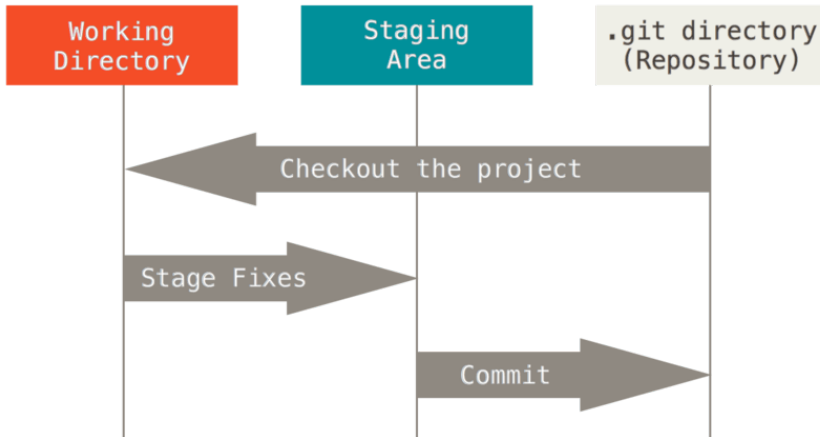 Working
Directory
Staging
Area
.git directory
(Repository)
Checkout the project
Stage Fixes
Commit